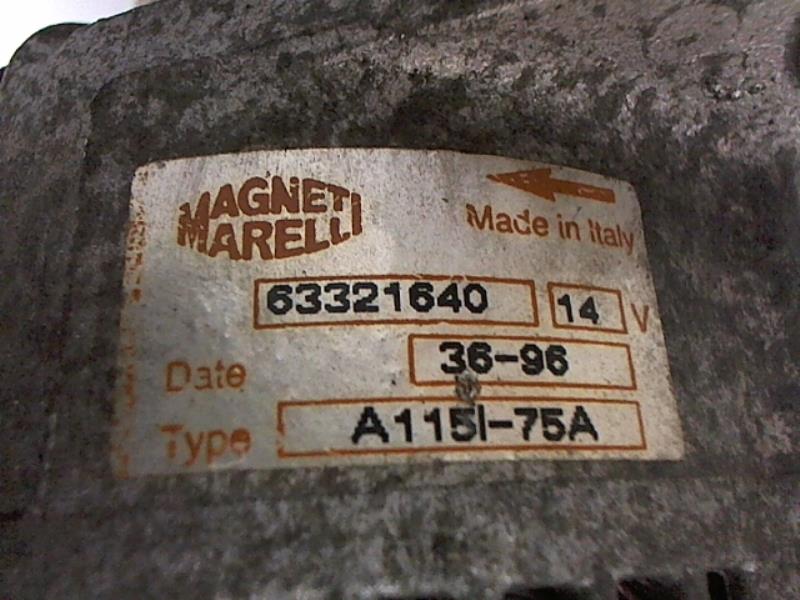 MAGNETI
MARELLI
Made in Italy
63321640 14 V
Date 36-96
Type A115I-75A